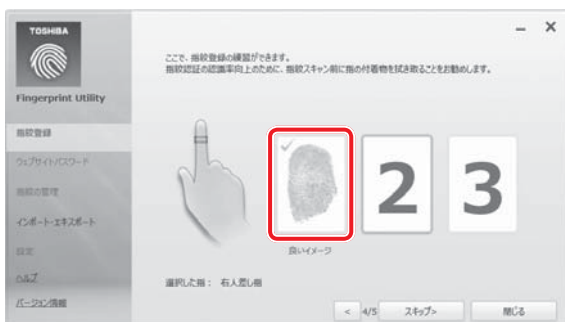 TOSHIBA
Fingerprint Utility
指紋登録
ウェブサイトパスワード
指紋の管理
インポート・エクスポート
設定
ヘルプ
バージョン情報
ここで、指紋登録の練習ができます。
指紋認証の認識率向上のために、指紋スキャン前に指の付着物を拭き取ることをお勧めします。
2
3
良いイメージ
選択した指： 右人差し指
< 4/5 スキップ> 閉じる